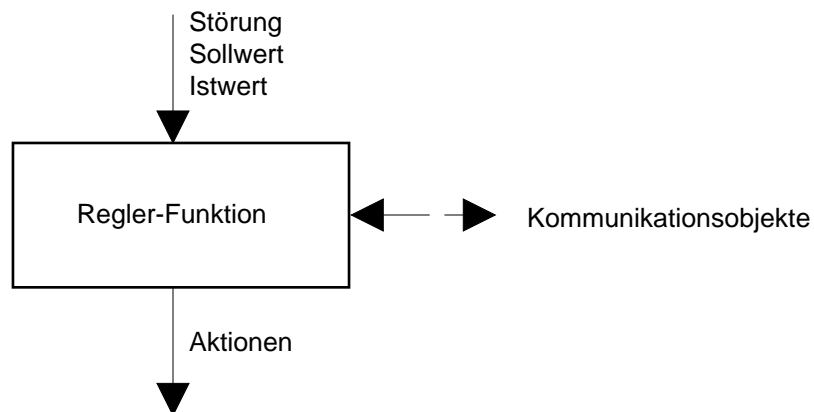 Störung
Sollwert
Istwert
Regler-Funktion
Kommunikationsobjekte
Aktionen